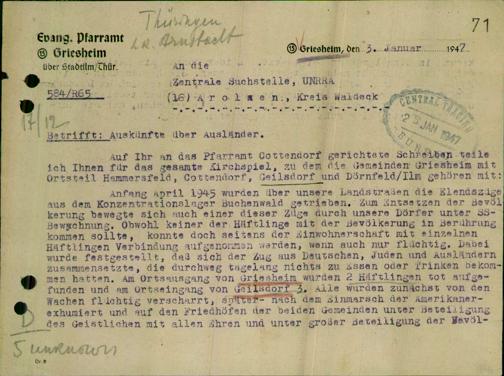 71
Thüringen
Evang. Pfarramt
Griesheim
über Stadtilm/Thür.
Kr. Arnstadt
(15) Griesheim, den 3. Januar 1947.
An die
Zentrale Suchstelle, UNRRA
584/R65
(16) A r o l s e n , Kreis Waldeck
CENTRAL TRACING
23 JAN 1947
17/12
Betrifft: Auskünfte über Ausländer.
Auf Ihr an das Pfarramt Cottendorf gerichtete Schreiben teile
ich Ihnen für das gesamte Kirchspiel, zu dem die Gemeinden Griesheim mit
Ortsteil Hammersfeld, Cottendorf, Geilsdorf und Dörnfeld/Ilm gehören mit:
Anfang April 1945 wurden über unsere Landstraßen die Elendszüge
aus dem Konzentrationslager Buchenwald getrieben. Zum Entsetzen der Bevöl
kerung bewegte sich auch einer dieser Züge durch unsere Dörfer unter SS-
Bewachnung. Obwohl keiner der Häftlinge mit der Bevölkerung in Berührung
kommen sollte, konnte doch seitens der Einwohnerschaft mit einzelnen
Häftlingen Verbindung aufgenommen werden, wenn auch nur flüchtig. Dabei
wurde festgestellt, daß sich der Zug aus Deutschen, Juden und Ausländern
zusammensetzte, die durchweg tagelang nichts zu Essen oder Trinken bekom-
men hatten. Am Ortsausgang von Griesheim wurden 2 Häftlinge tot aufge-
funden und am Ortseingang von Geilsdorf 3. Alle wurden zunächst von den
Wachen flüchtig verscharrt, später nach dem Einmarsch der Amerikaner
exhumiert und auf den Friedhöfen der beiden Gemeinden unter Beteiligung
des Geistlichen mit allen Ehren und unter großer Beteiligung der Bevöl-
D
5 unknown